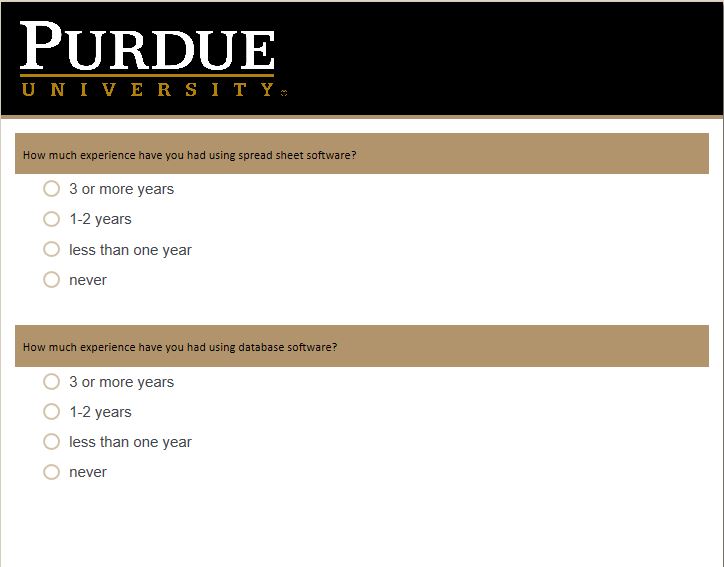 PURDUE
UNIVERSITY
How much experience have you had using spread sheet software?
3 or more years
1-2 years
less than one year
never
How much experience have you had using database software?
3 or more years
1-2 years
less than one year
never